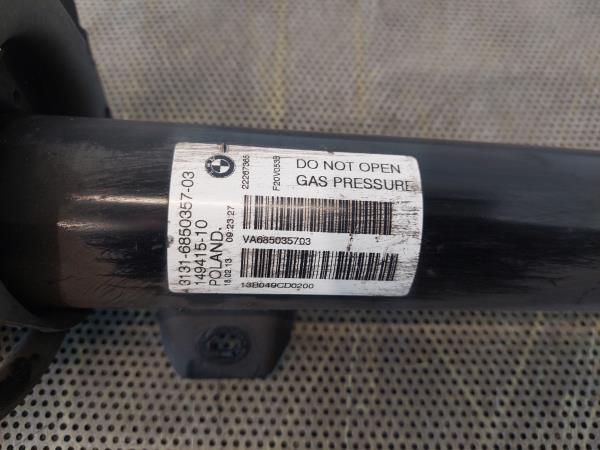 3131-6850357-03
149415-10
POLAND.
18.02.13 09:23:27
22267365
F20V053B
DO NOT OPEN
GAS PRESSURE
VA685035703
13B049CD0200